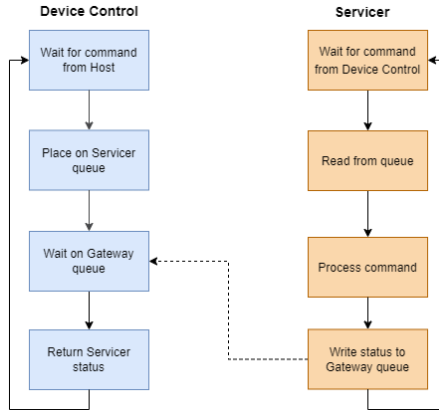 Device Control
Wait for command
from Host
Place on Servicer
queue
Wait on Gateway
queue
Return Servicer
status
Servicer
Wait for command
from Device Control
Read from queue
Process command
Write status to
Gateway queue